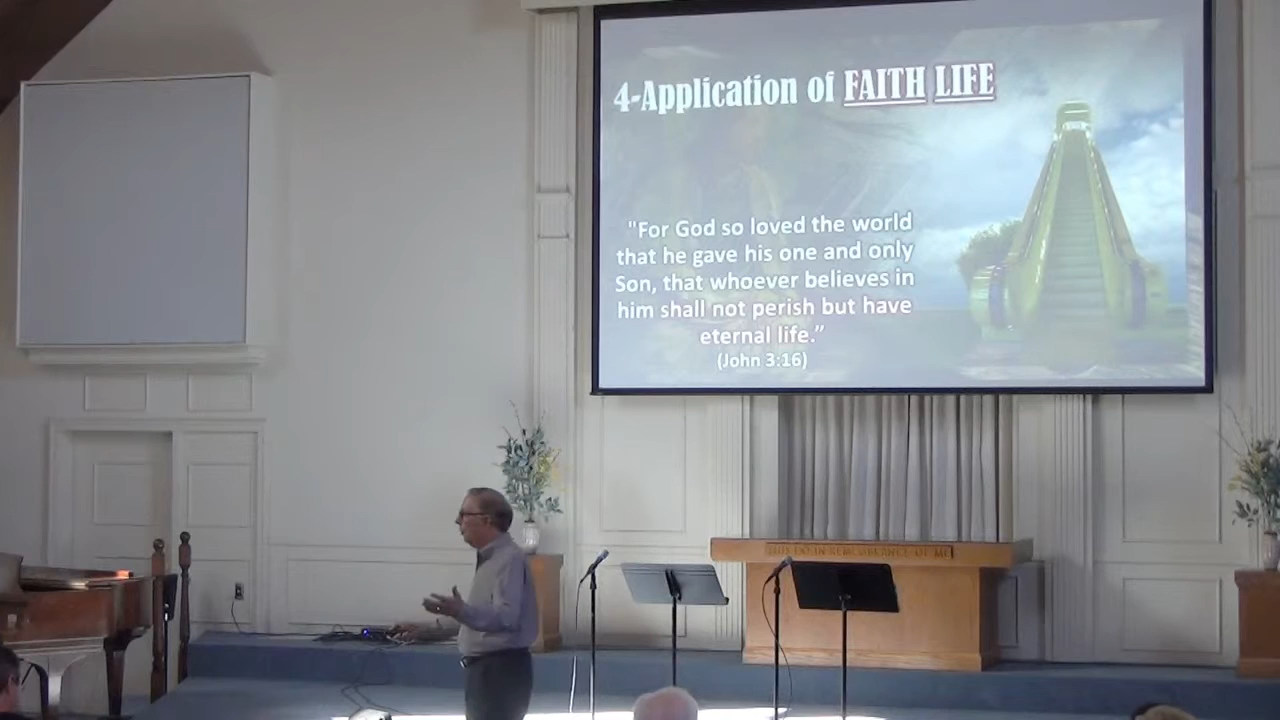 4-Application of FAITH LIFE
"For God so loved the world
that he gave his one and only
Son, that whoever believes in
him shall not perish but have
eternal life.”
(John 3:16)
THIS DO IN REMEMBRANCE OF ME